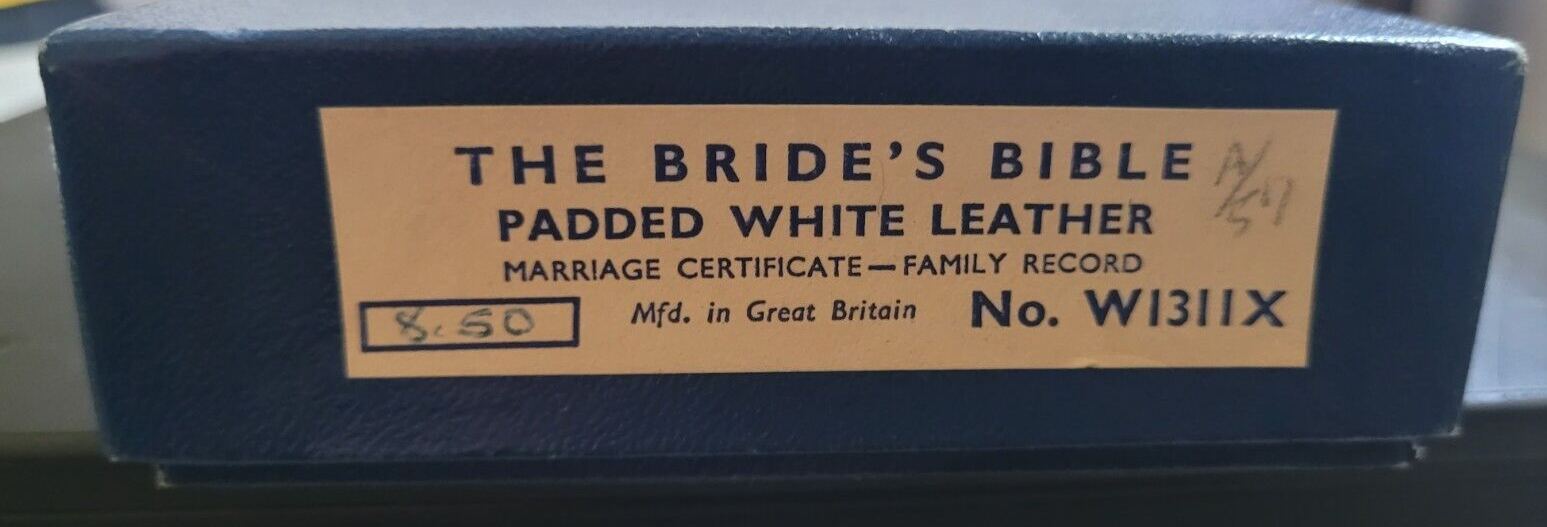 THE BRIDE'S BIBLE
PADDED WHITE LEATHER
MARRIAGE CERTIFICATE—FAMILY RECORD
8.50 Mfd. in Great Britain No. W1311X